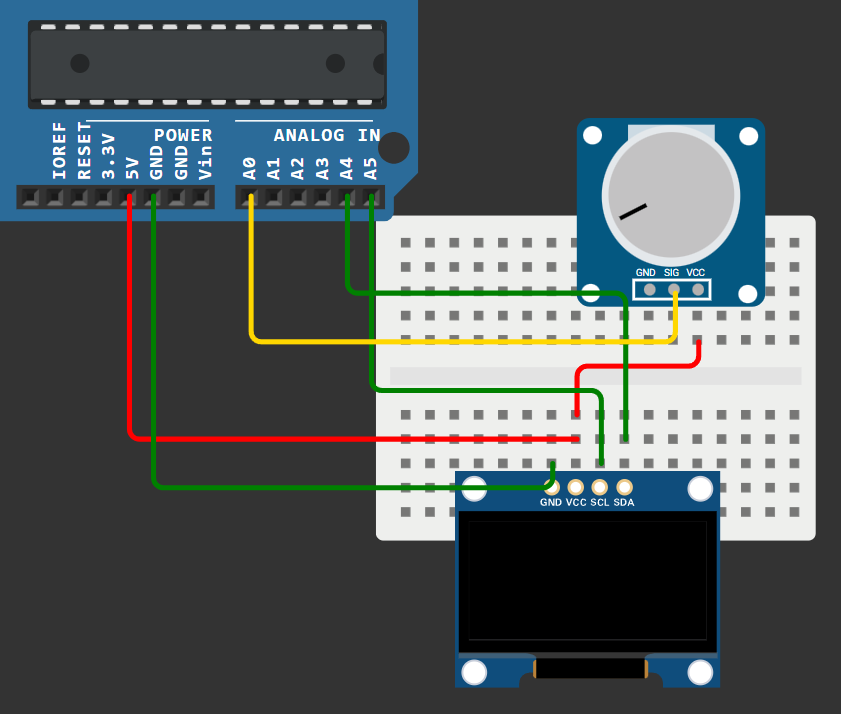 POWER ANALOG IN
IOREF RESET 3.3V 5V GND GND Vin A0 A1 A2 A3 A4 A5
GND SIG VCC
GND VCC SCL SDA